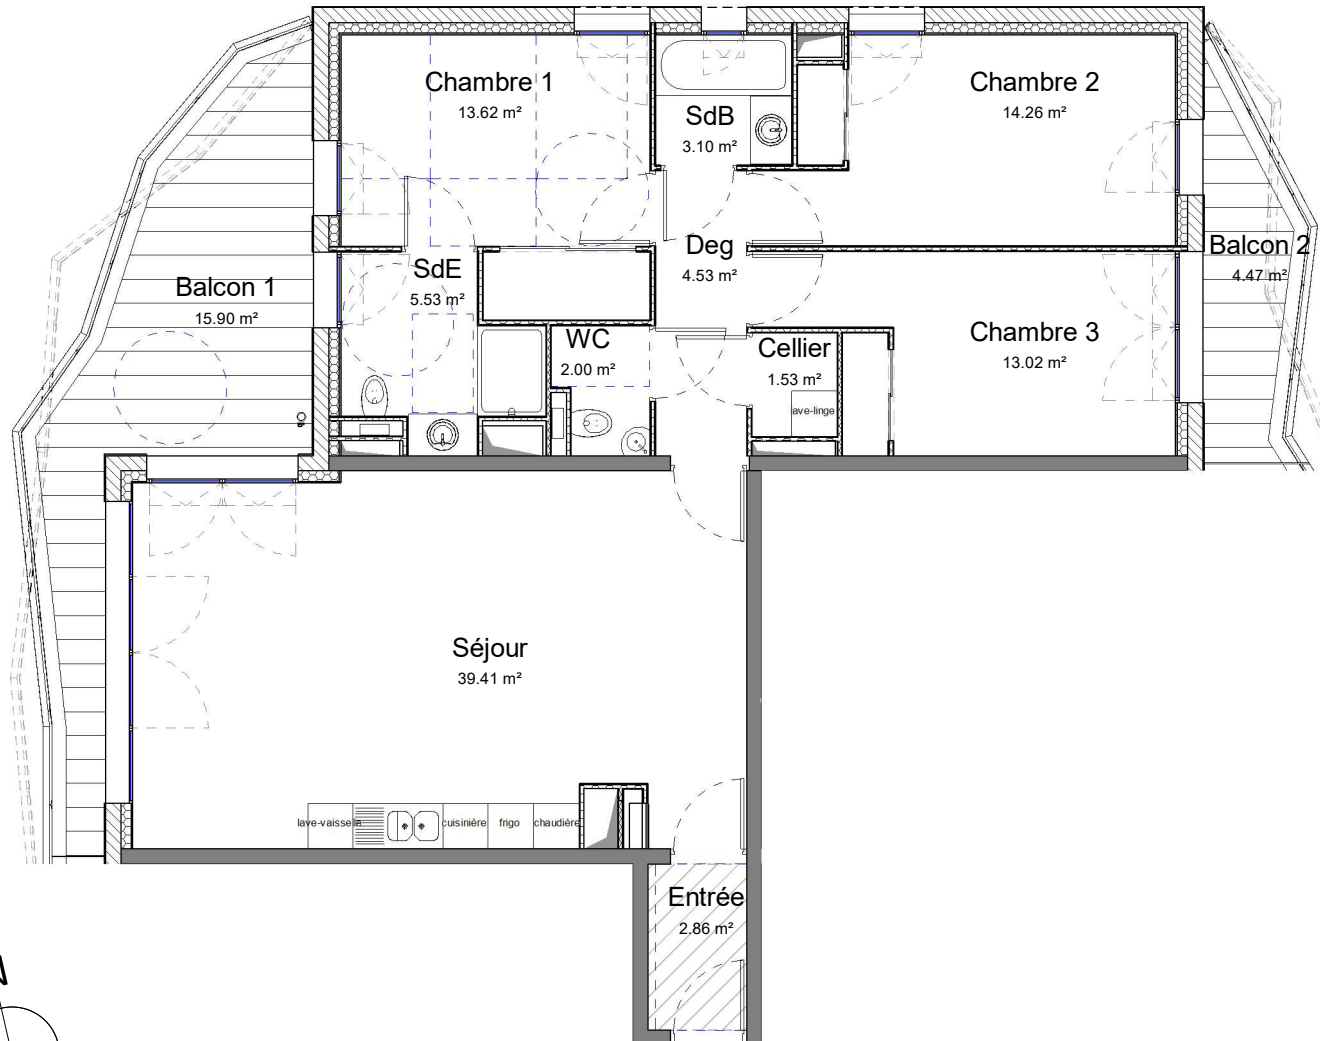 Chambre 1
13.62 m²
SdB
3.10 m²
Chambre 2
14.26 m²
Balcon 1
15.90 m²
SdE
5.53 m²
Deg
4.53 m²
Balcon 2
4.47 m²
WC
2.00 m²
Cellier
1.53 m²
ave-linge
Chambre 3
13.02 m²
Séjour
39.41 m²
lave-vaisselle
cuisinière
frigo
chaudière
Entrée
2.86 m²